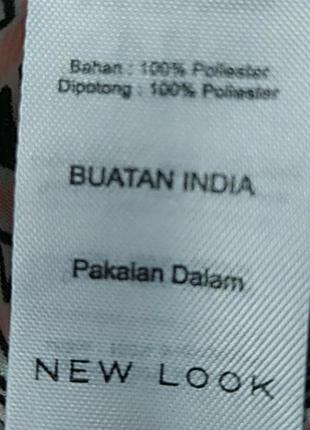 Bahan : 100% Poliester
Dipotong : 100% Poliester
BUATAN INDIA
Pakaian Dalam
NEW LOOK